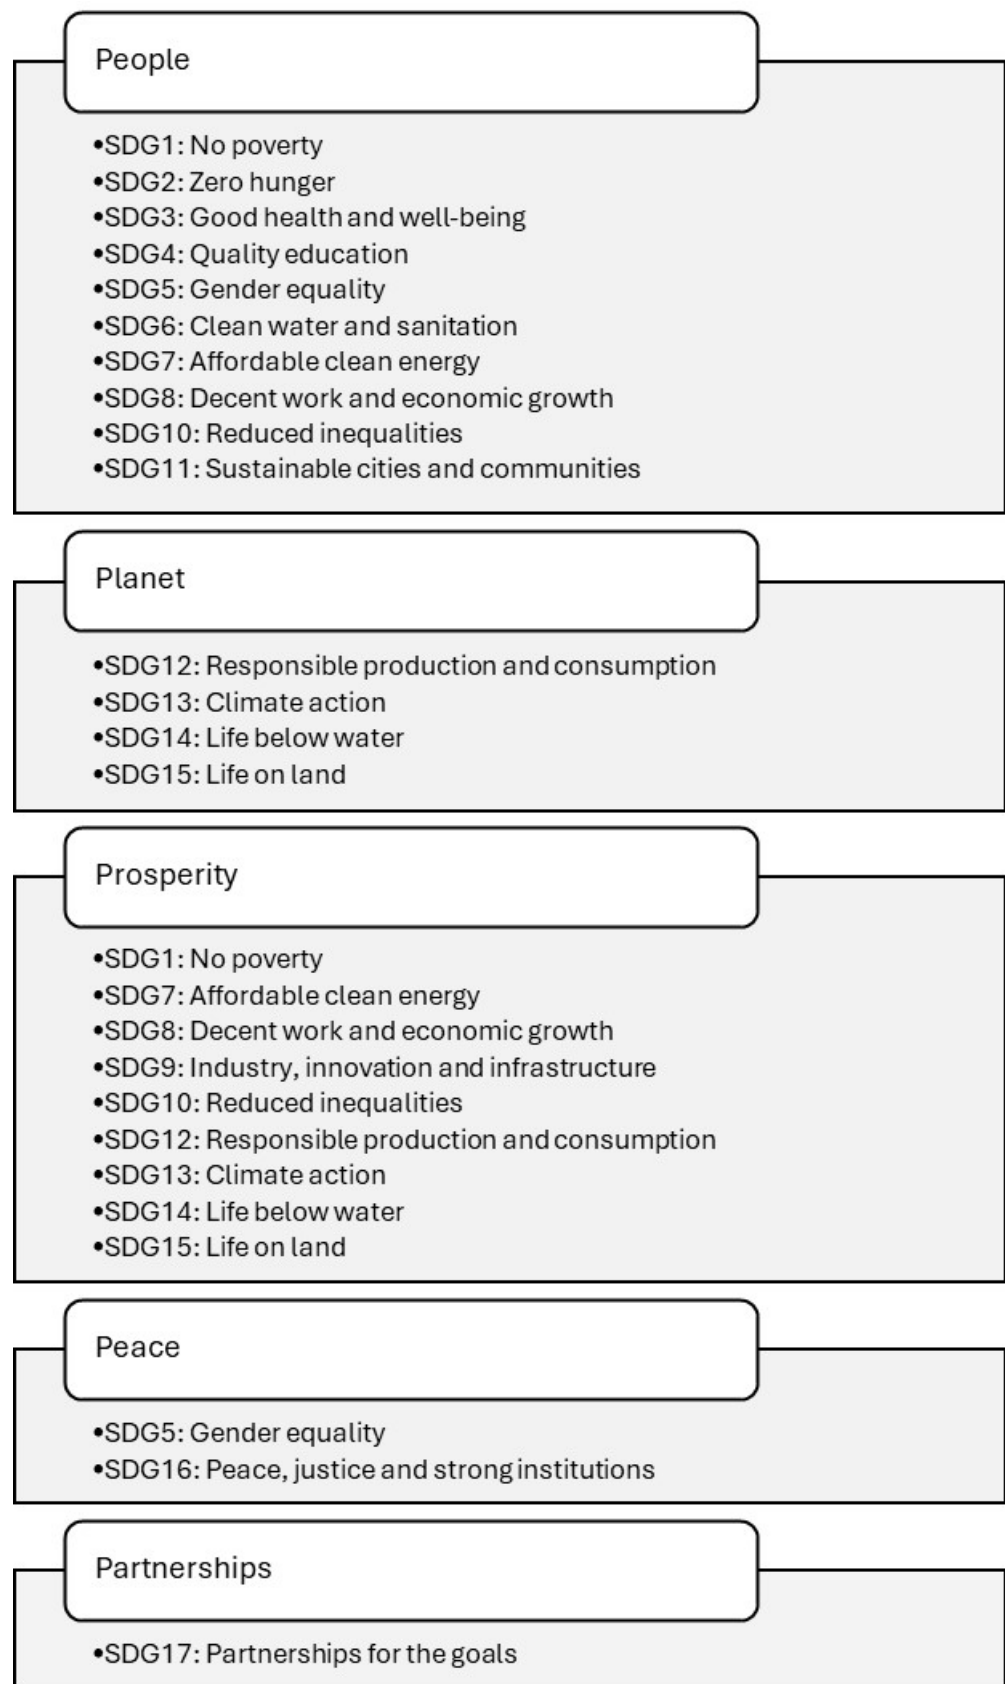 People
•SDG1: No poverty
•SDG2: Zero hunger
•SDG3: Good health and well-being
•SDG4: Quality education
•SDG5: Gender equality
•SDG6: Clean water and sanitation
•SDG7: Affordable clean energy
•SDG8: Decent work and economic growth
•SDG10: Reduced inequalities
•SDG11: Sustainable cities and communities
Planet
•SDG12: Responsible production and consumption
•SDG13: Climate action
•SDG14: Life below water
•SDG15: Life on land
Prosperity
•SDG1: No poverty
•SDG7: Affordable clean energy
•SDG8: Decent work and economic growth
•SDG9: Industry, innovation and infrastructure
•SDG10: Reduced inequalities
•SDG12: Responsible production and consumption
•SDG13: Climate action
•SDG14: Life below water
•SDG15: Life on land
Peace
•SDG5: Gender equality
•SDG16: Peace, justice and strong institutions
Partnerships
•SDG17: Partnerships for the goals